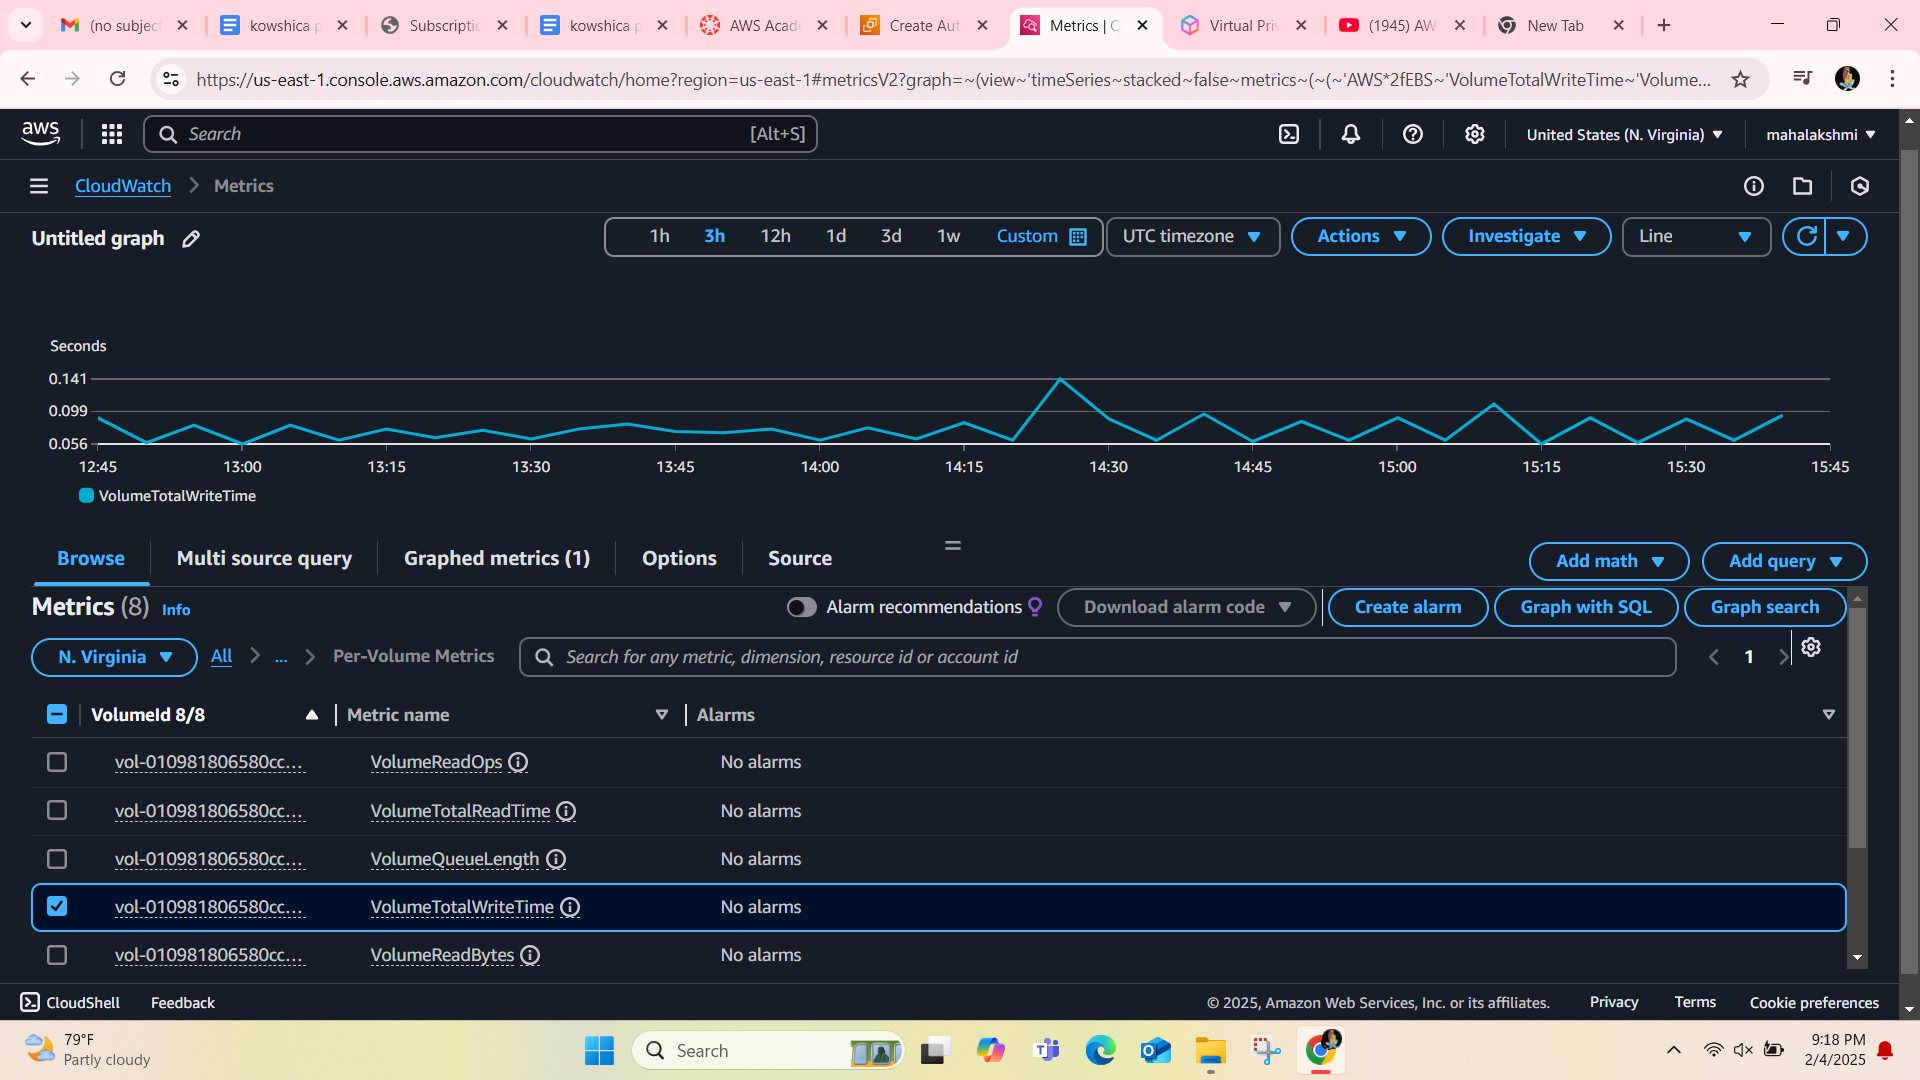 (no subject
kowshica p
Subscriptio
kowshica p
AWS Acade
Create Aut
Metrics | C
Virtual Priv
(1945) AW
New Tab
https://us-east-1.console.aws.amazon.com/cloudwatch/home?region=us-east-1#metricsV2?graph=~(view~'timeSeries~stacked~false~metrics~(~(~'AWS*2fEBS~'VolumeTotalWriteTime~'Volume...
aws
Search
[Alt+S]
United States (N. Virginia)
mahalakshmi
CloudWatch
Metrics
Untitled graph
1h
3h
12h
1d
3d
1w
Custom
UTC timezone
Actions
Investigate
Line
Seconds
0.141
0.099
0.056
12:45
13:00
13:15
13:30
13:45
14:00
14:15
14:30
14:45
15:00
15:15
15:30
15:45
VolumeTotalWriteTime
Browse
Multi source query
Graphed metrics (1)
Options
Source
Add math
Add query
Metrics (8)
Info
Alarm recommendations
Download alarm code
Create alarm
Graph with SQL
Graph search
N. Virginia
All
...
Per-Volume Metrics
Search for any metric, dimension, resource id or account id
1
VolumeId 8/8
Metric name
Alarms
vol-010981806580cc...
VolumeReadOps
No alarms
vol-010981806580cc...
VolumeTotalReadTime
No alarms
vol-010981806580cc...
VolumeQueueLength
No alarms
vol-010981806580cc...
VolumeTotalWriteTime
No alarms
vol-010981806580cc...
VolumeReadBytes
No alarms
CloudShell
Feedback
© 2025, Amazon Web Services, Inc. or its affiliates.
Privacy
Terms
Cookie preferences
79°F
Partly cloudy
Search
9:18 PM
2/4/2025